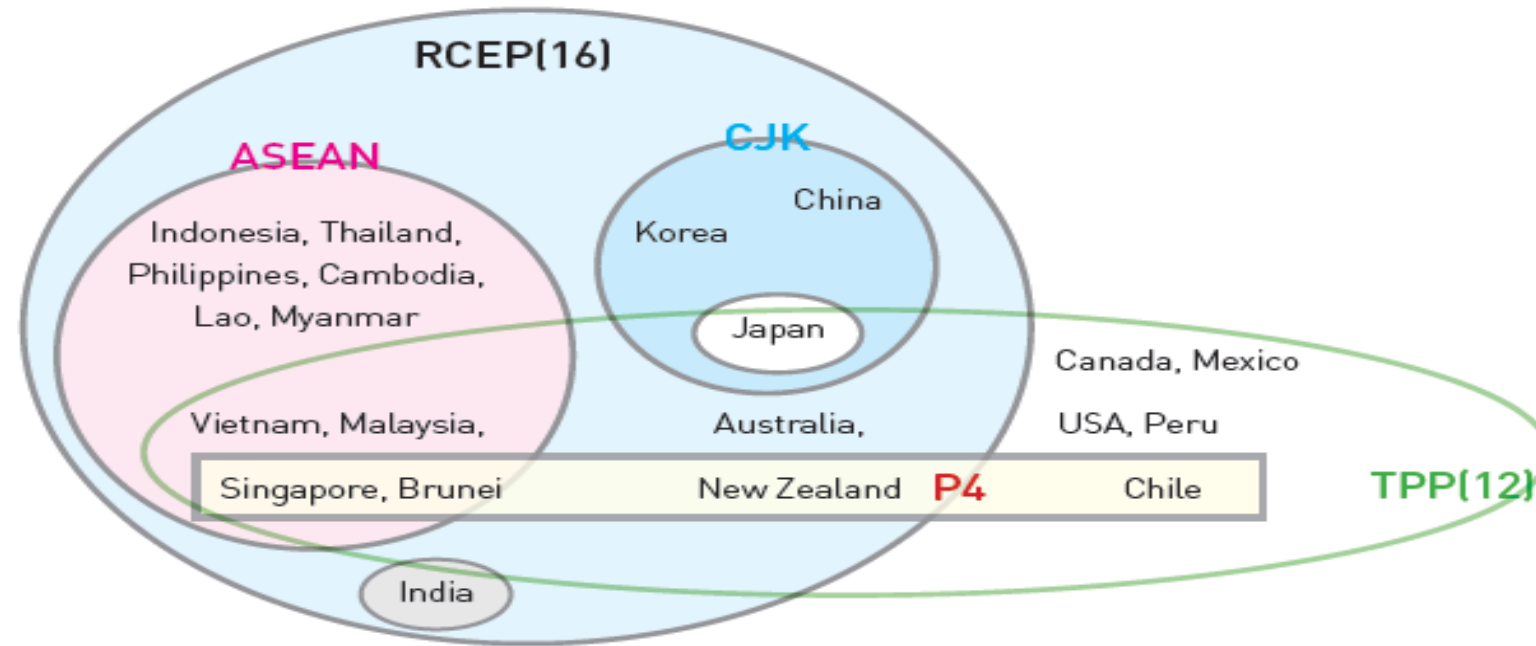 RCEP(16)
ASEAN
CJK
China
Indonesia, Thailand,
Korea
Philippines, Cambodia,
Lao, Myanmar
Japan
Canada, Mexico
Vietnam, Malaysia,
Australia,
USA, Peru
Singapore, Brunei
New Zealand
P4
Chile
TPP(12)
India